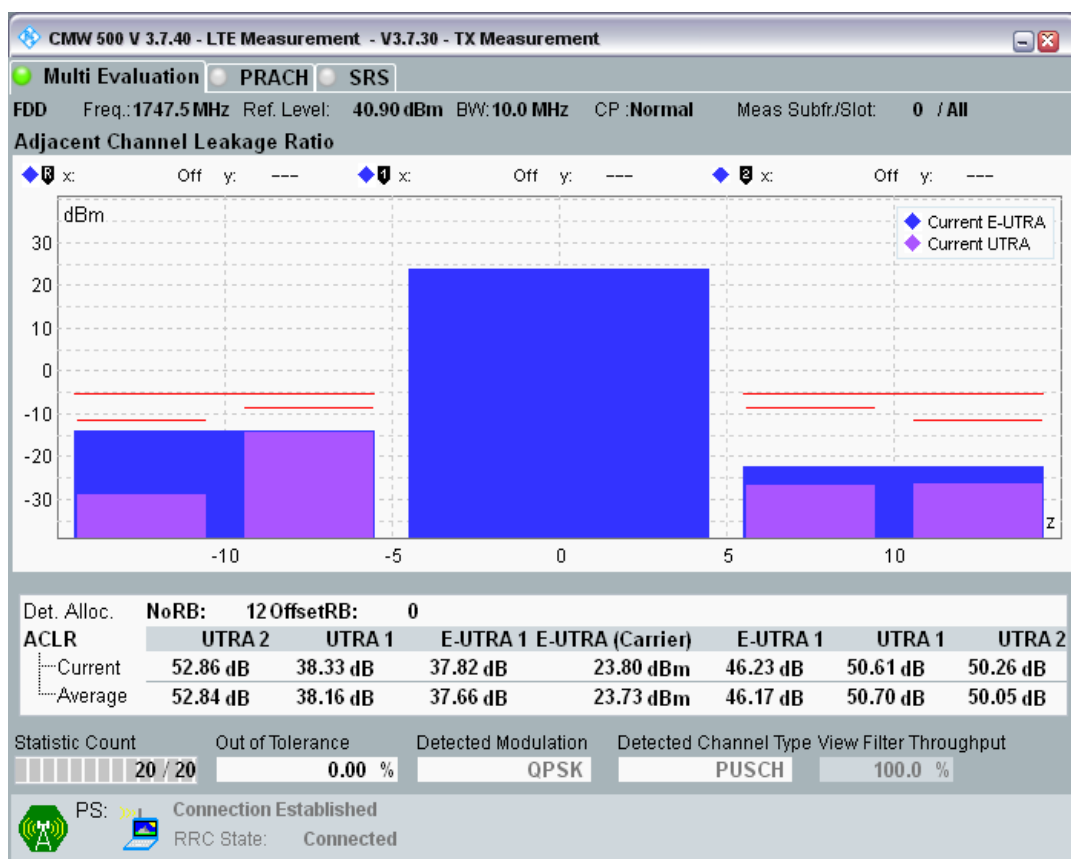 CMW 500 V 3.7.40 - LTE Measurement - V3.7.30 - TX Measurement
Multi Evaluation PRACH SRS
FDD Freq.: 1747.5 MHz Ref. Level: 40.90 dBm BW: 10.0 MHz CP :Normal Meas Subfr./Slot: 0 / All
Adjacent Channel Leakage Ratio
R x: Off y: --- 1 x: Off y: --- 2 x: Off y: ---
dBm
Current E-UTRA
Current UTRA
30
20
10
0
-10
-20
-30
z
-10 -5 0 5 10
Det. Alloc. NoRB: 12 OffsetRB: 0
ACLR UTRA 2 UTRA 1 E-UTRA 1 E-UTRA (Carrier) E-UTRA 1 UTRA 1 UTRA 2
Current 52.86 dB 38.33 dB 37.82 dB 23.80 dBm 46.23 dB 50.61 dB 50.26 dB
Average 52.84 dB 38.16 dB 37.66 dB 23.73 dBm 46.17 dB 50.70 dB 50.05 dB
Statistic Count Out of Tolerance Detected Modulation Detected Channel Type View Filter Throughput
20 / 20 0.00 % QPSK PUSCH 100.0 %
PS: Connection Established
RRC State: Connected